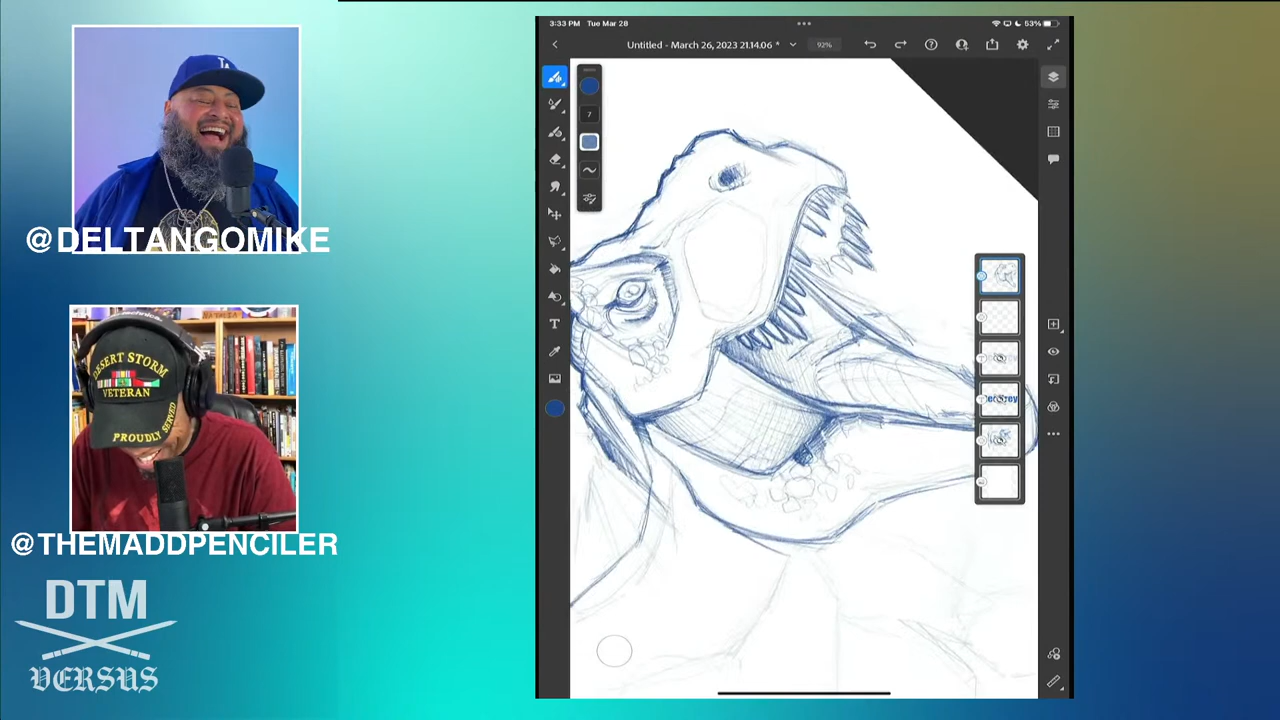 3:33 PM Tue Mar 28
53%
Untitled - March 26, 2023 21.14.06 *
92%
7
T
LA
@DELTANGOMIKE
DESERT STORM
VETERAN
PROUDLY SERVED
@THEMADDPENCILER
DTM
VERSUS